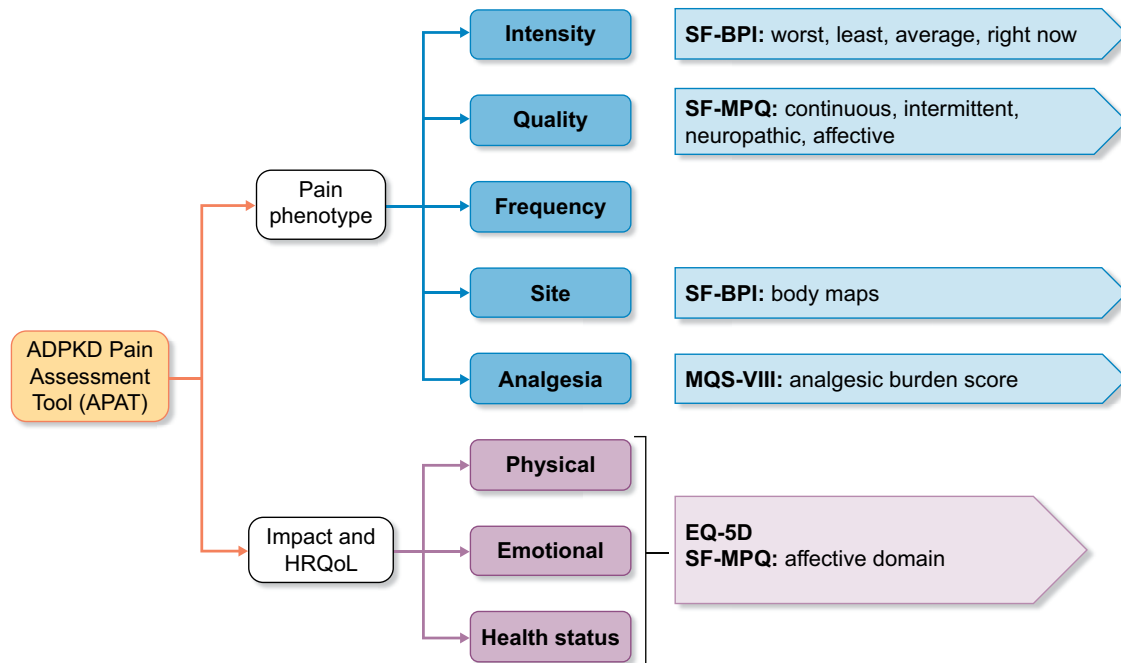 Intensity
SF-BPI: worst, least, average, right now
Quality
SF-MPQ: continuous, intermittent,
neuropathic, affective
Pain
phenotype
Frequency
Site
SF-BPI: body maps
ADPKD Pain
Assessment
Tool (APAT)
Analgesia
MQS-VIII: analgesic burden score
Physical
Impact and
HRQoL
Emotional
EQ-5D
SF-MPQ: affective domain
Health status